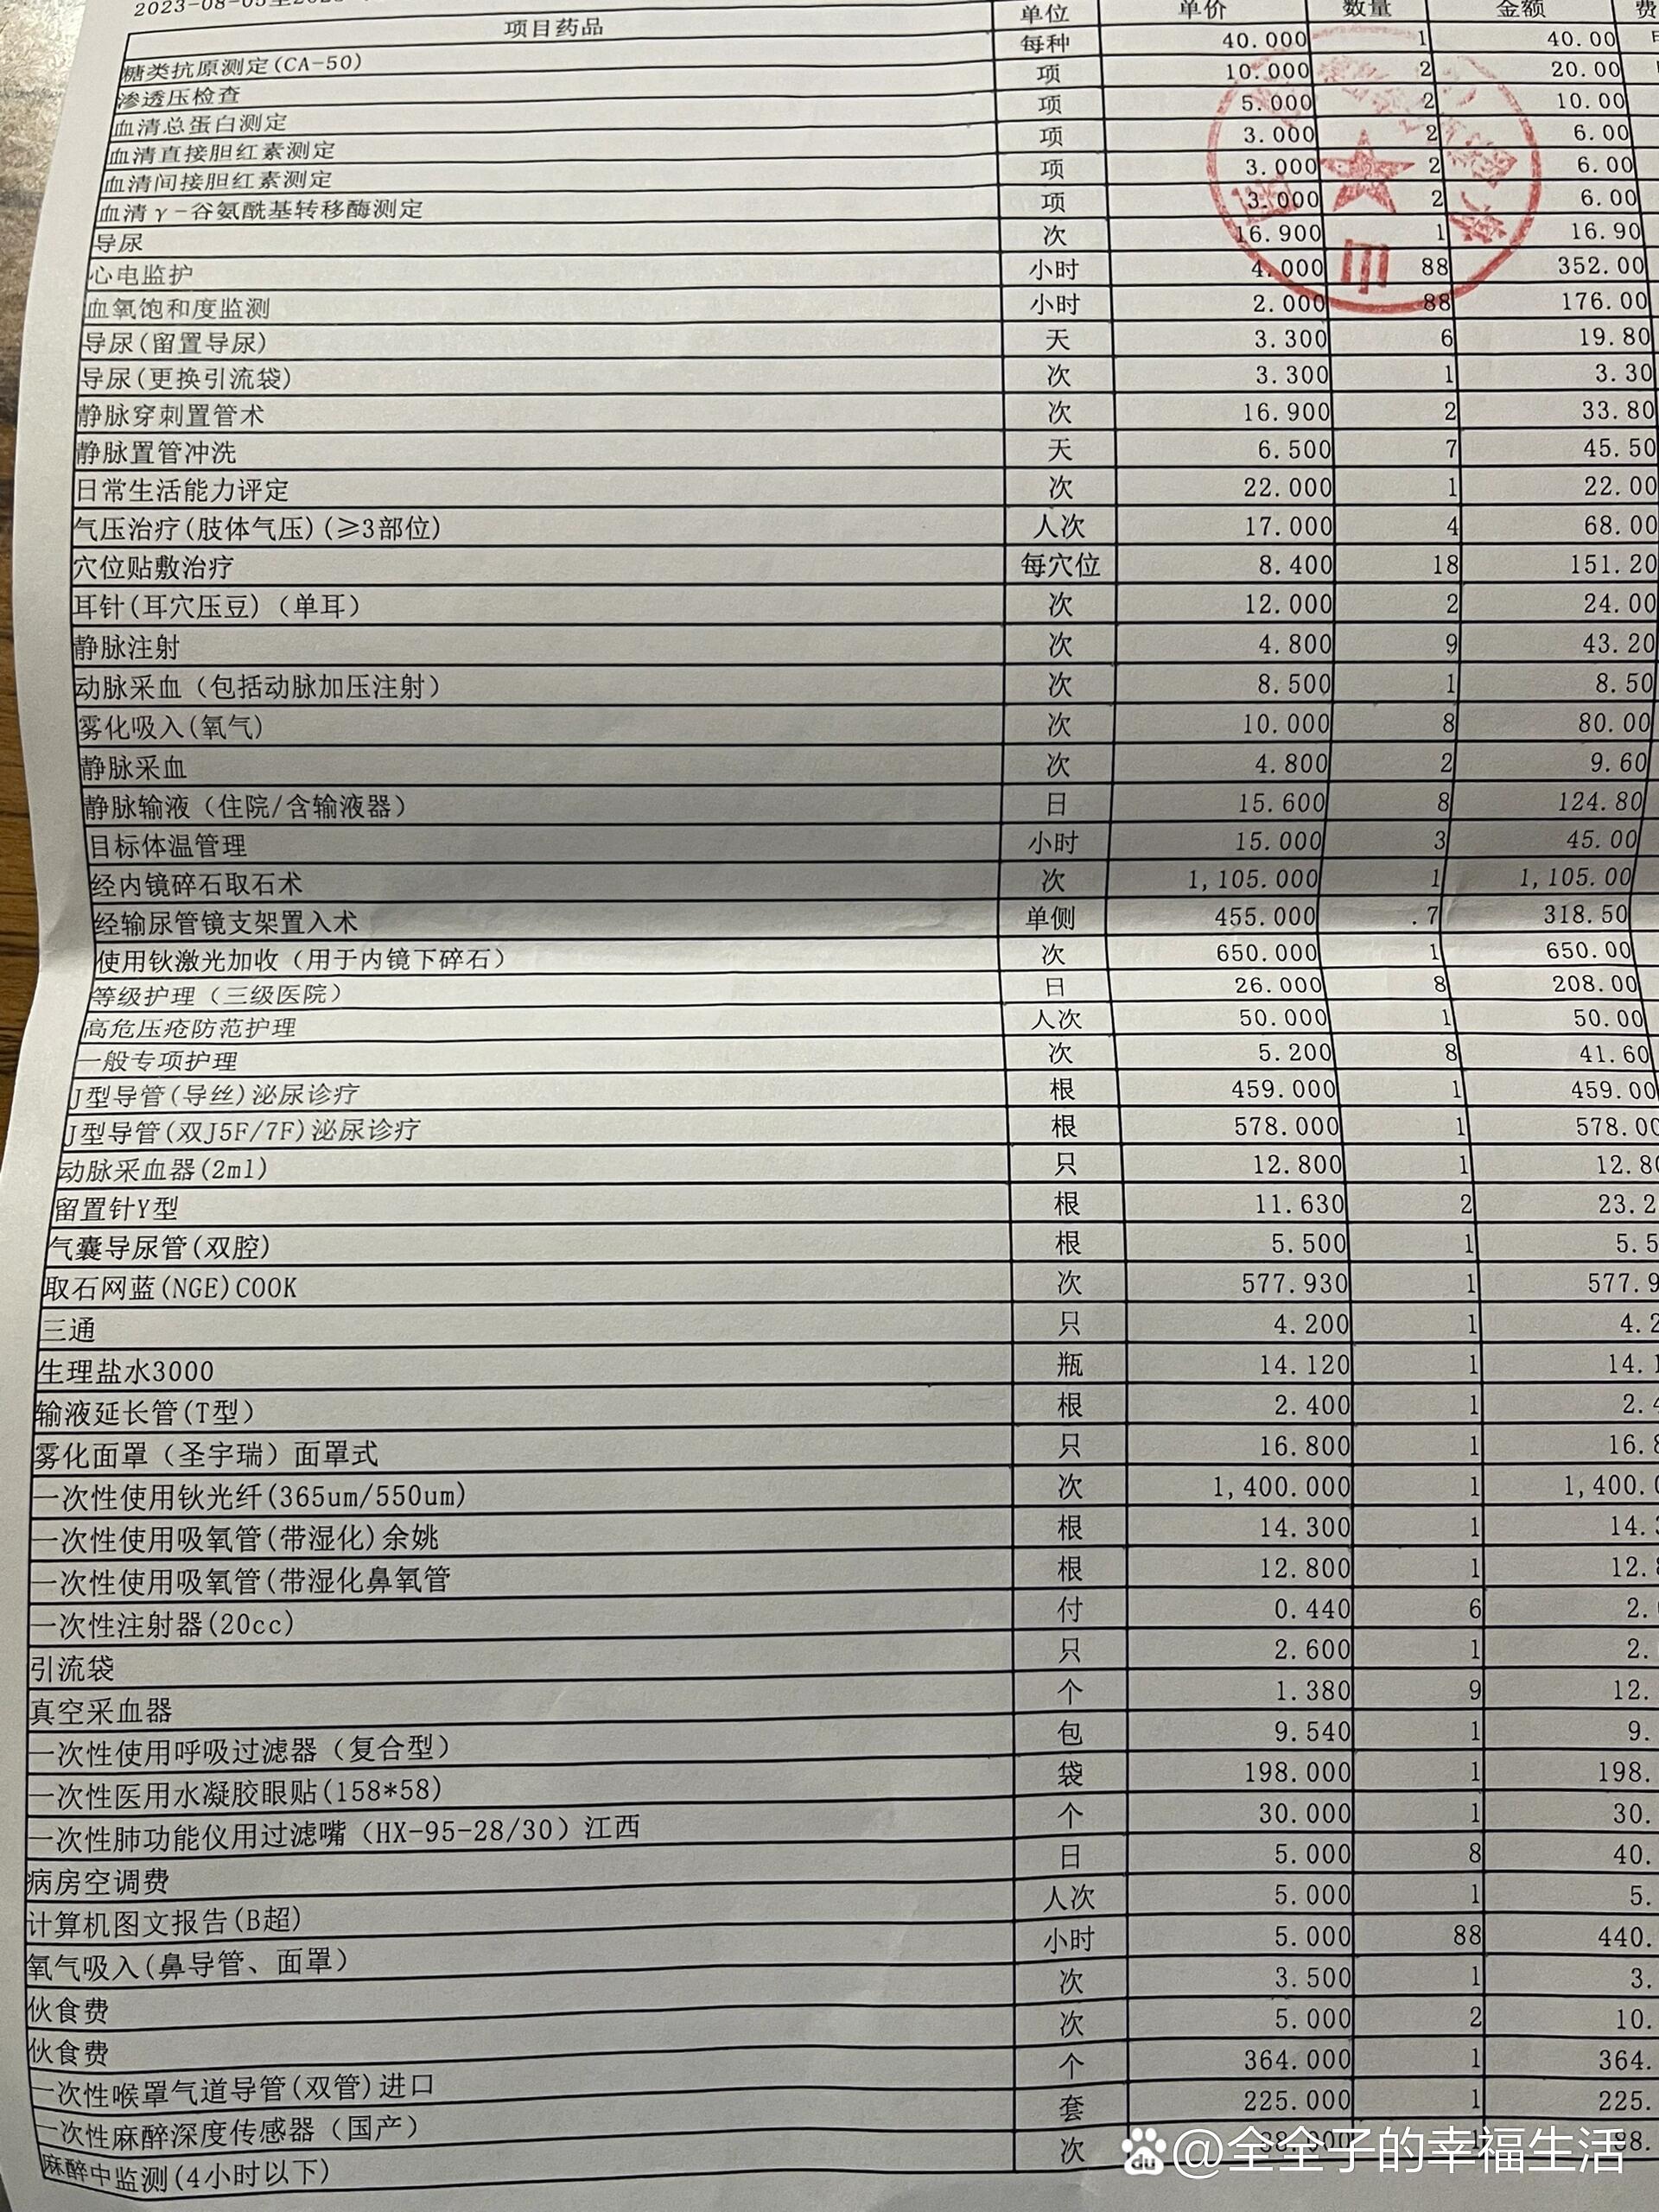 项目药品 单位 单价 数量 金额 费
糖类抗原测定(CA-50) 每种 40.000 1 40.00
渗透压检查 项 10.000 2 20.00
血清总蛋白测定 项 5.000 2 10.00
血清直接胆红素测定 项 3.000 2 6.00
血清间接胆红素测定 项 3.000 2 6.00
血清γ-谷氨酰基转移酶测定 项 3.000 2 6.00
导尿 次 16.900 1 16.90
心电监护 小时 4.000 88 352.00
血氧饱和度监测 小时 2.000 88 176.00
导尿(留置导尿) 天 3.300 6 19.80
导尿(更换引流袋) 次 3.300 1 3.30
静脉穿刺置管术 次 16.900 2 33.80
静脉置管冲洗 天 6.500 7 45.50
日常生活能力评定 次 22.000 1 22.00
气压治疗(肢体气压)(≥3部位) 人次 17.000 4 68.00
穴位贴敷治疗 每穴位 8.400 18 151.20
耳针(耳穴压豆)（单耳） 次 12.000 2 24.00
静脉注射 次 4.800 9 43.20
动脉采血（包括动脉加压注射） 次 8.500 1 8.50
雾化吸入(氧气) 次 10.000 8 80.00
静脉采血 次 4.800 2 9.60
静脉输液（住院/含输液器） 日 15.600 8 124.80
目标体温管理 小时 15.000 3 45.00
经内镜碎石取石术 次 1,105.000 1 1,105.00
经输尿管镜支架置入术 单侧 455.000 .7 318.50
使用钬激光加收（用于内镜下碎石） 次 650.000 1 650.00
等级护理（三级医院） 日 26.000 8 208.00
高危压疮防范护理 人次 50.000 1 50.00
一般专项护理 次 5.200 8 41.60
J型导管(导丝)泌尿诊疗 根 459.000 1 459.00
J型导管(双J5F/7F)泌尿诊疗 根 578.000 1 578.00
动脉采血器(2ml) 只 12.800 1 12.80
留置针Y型 根 11.630 2 23.2
气囊导尿管(双腔) 根 5.500 1 5.5
取石网蓝(NGE)COOK 次 577.930 1 577.9
三通 只 4.200 1 4.2
生理盐水3000 瓶 14.120 1 14.1
输液延长管(T型) 根 2.400 1 2.4
雾化面罩（圣宇瑞）面罩式 只 16.800 1 16.8
一次性使用钬光纤(365um/550um) 次 1,400.000 1 1,400.0
一次性使用吸氧管(带湿化)余姚 根 14.300 1 14.3
一次性使用吸氧管(带湿化鼻氧管 根 12.800 1 12.8
一次性注射器(20cc) 付 0.440 6 2.
引流袋 只 2.600 1 2.
真空采血器 个 1.380 9 12.
一次性使用呼吸过滤器（复合型） 包 9.540 1 9.
一次性医用水凝胶眼贴(158*58) 袋 198.000 1 198.
一次性肺功能仪用过滤嘴（HX-95-28/30）江西 个 30.000 1 30.
病房空调费 日 5.000 8 40.
计算机图文报告(B超) 人次 5.000 1 5.
氧气吸入(鼻导管、面罩） 小时 5.000 88 440.
伙食费 次 3.500 1 3.
伙食费 次 5.000 2 10.
一次性喉罩气道导管(双管)进口 个 364.000 1 364.
一次性麻醉深度传感器（国产） 套 225.000 1 225.
麻醉中监测(4小时以下) 次
du @全全子的幸福生活